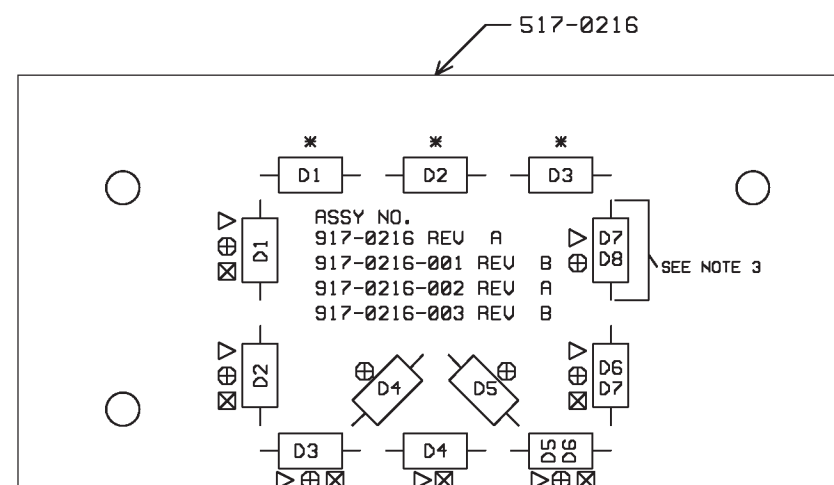 517-0216
* * *
D1 D2 D3
ASSY NO.
917-0216 REV A
917-0216-001 REV B
917-0216-002 REV A
917-0216-003 REV B
D1
D7
D8
SEE NOTE 3
D2
D4
D5
D6
D7
D3
D4
D5
D6